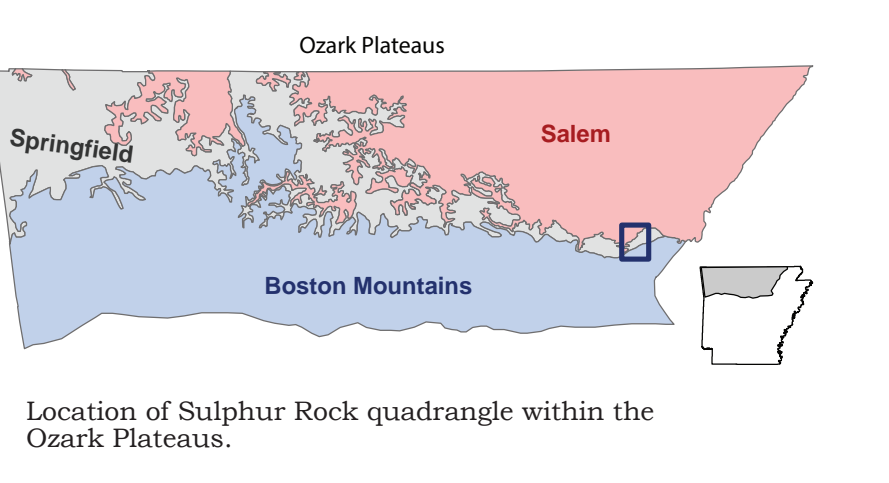 Ozark Plateaus
Salem
Springfield
Boston Mountains
Location of Sulphur Rock quadrangle within the
Ozark Plateaus.